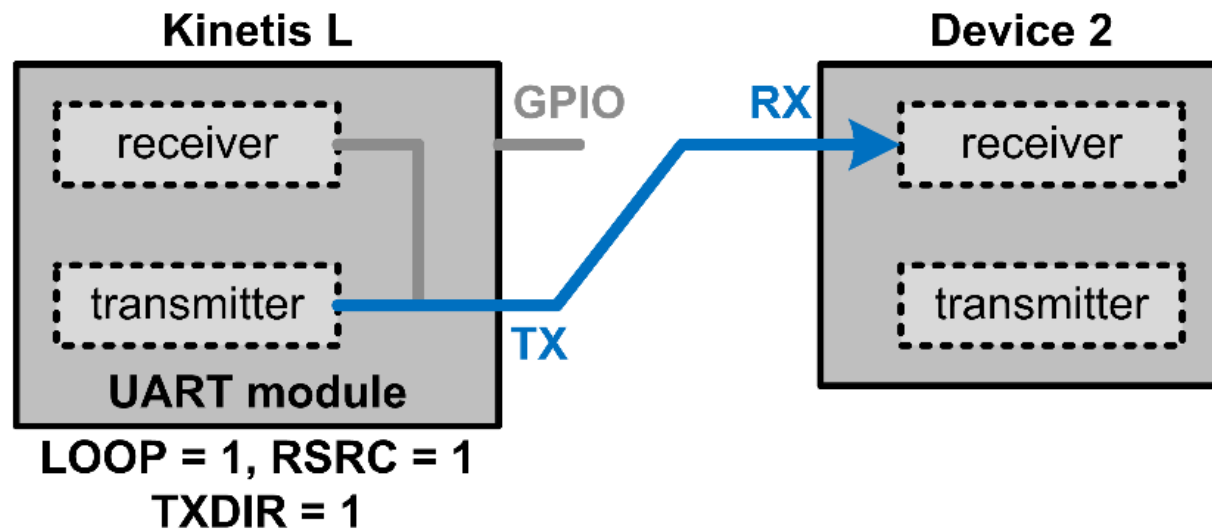 Kinetis L
Device 2
receiver
GPIO
RX
receiver
transmitter
TX
transmitter
UART module
LOOP = 1, RSRC = 1
TXDIR = 1